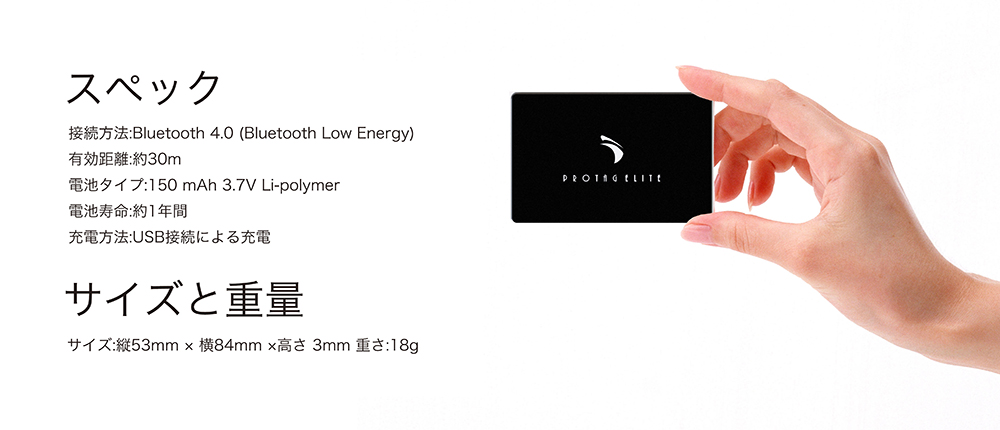 スペック
接続方法:Bluetooth 4.0 (Bluetooth Low Energy)
有効距離:約30m
電池タイプ:150 mAh 3.7V Li-polymer
電池寿命:約1年間
充電方法:USB接続による充電
サイズと重量
サイズ:縦53mm × 横84mm ×高さ 3mm 重さ:18g
PROTAG ELITE